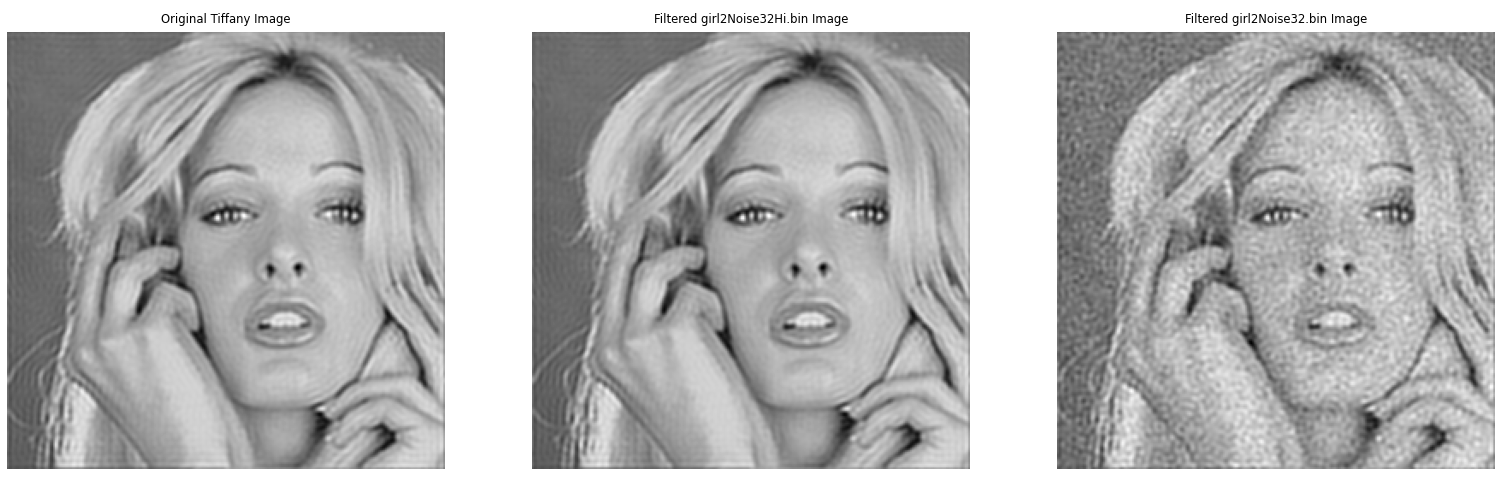 Original Tiffany Image
Filtered girl2Noise32Hi.bin Image
Filtered girl2Noise32.bin Image